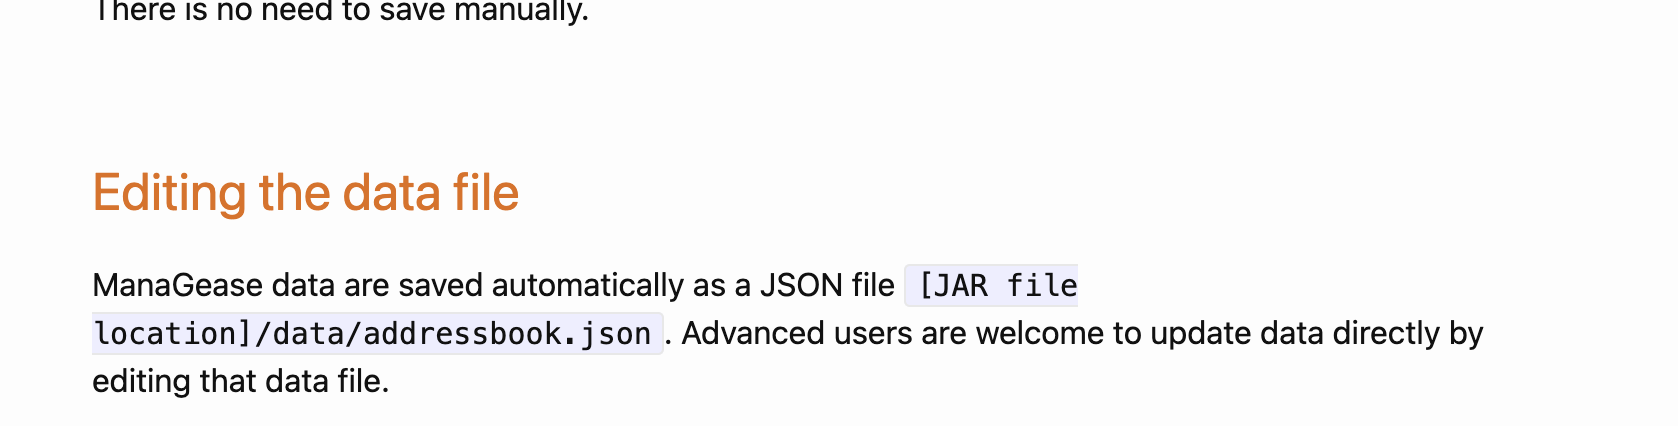 There is no need to save manually.
Editing the data file
ManaGease data are saved automatically as a JSON file [JAR file
location]/data/addressbook.json. Advanced users are welcome to update data directly by
editing that data file.